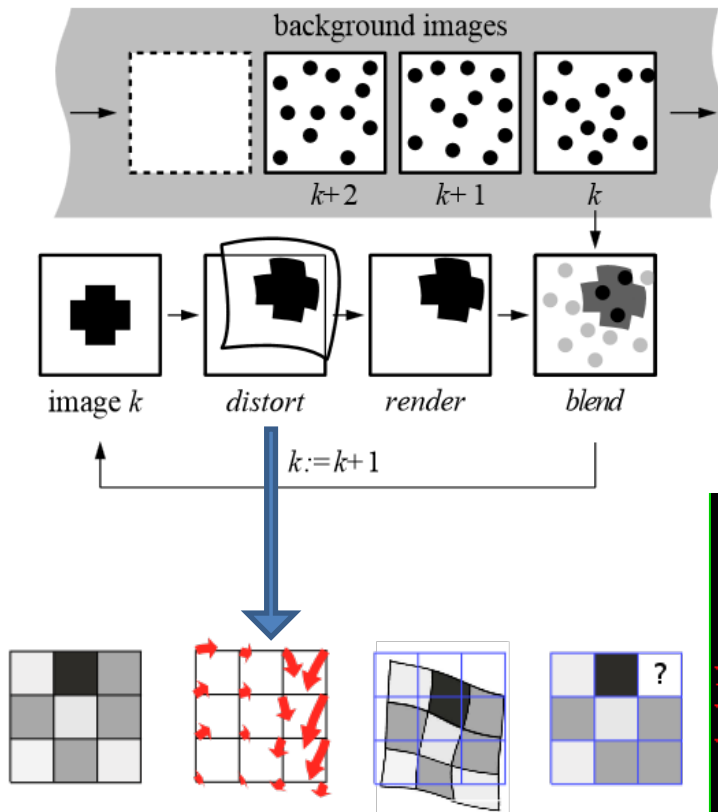 background images
k+2 k+1 k
image k distort render blend
k:=k+1
?